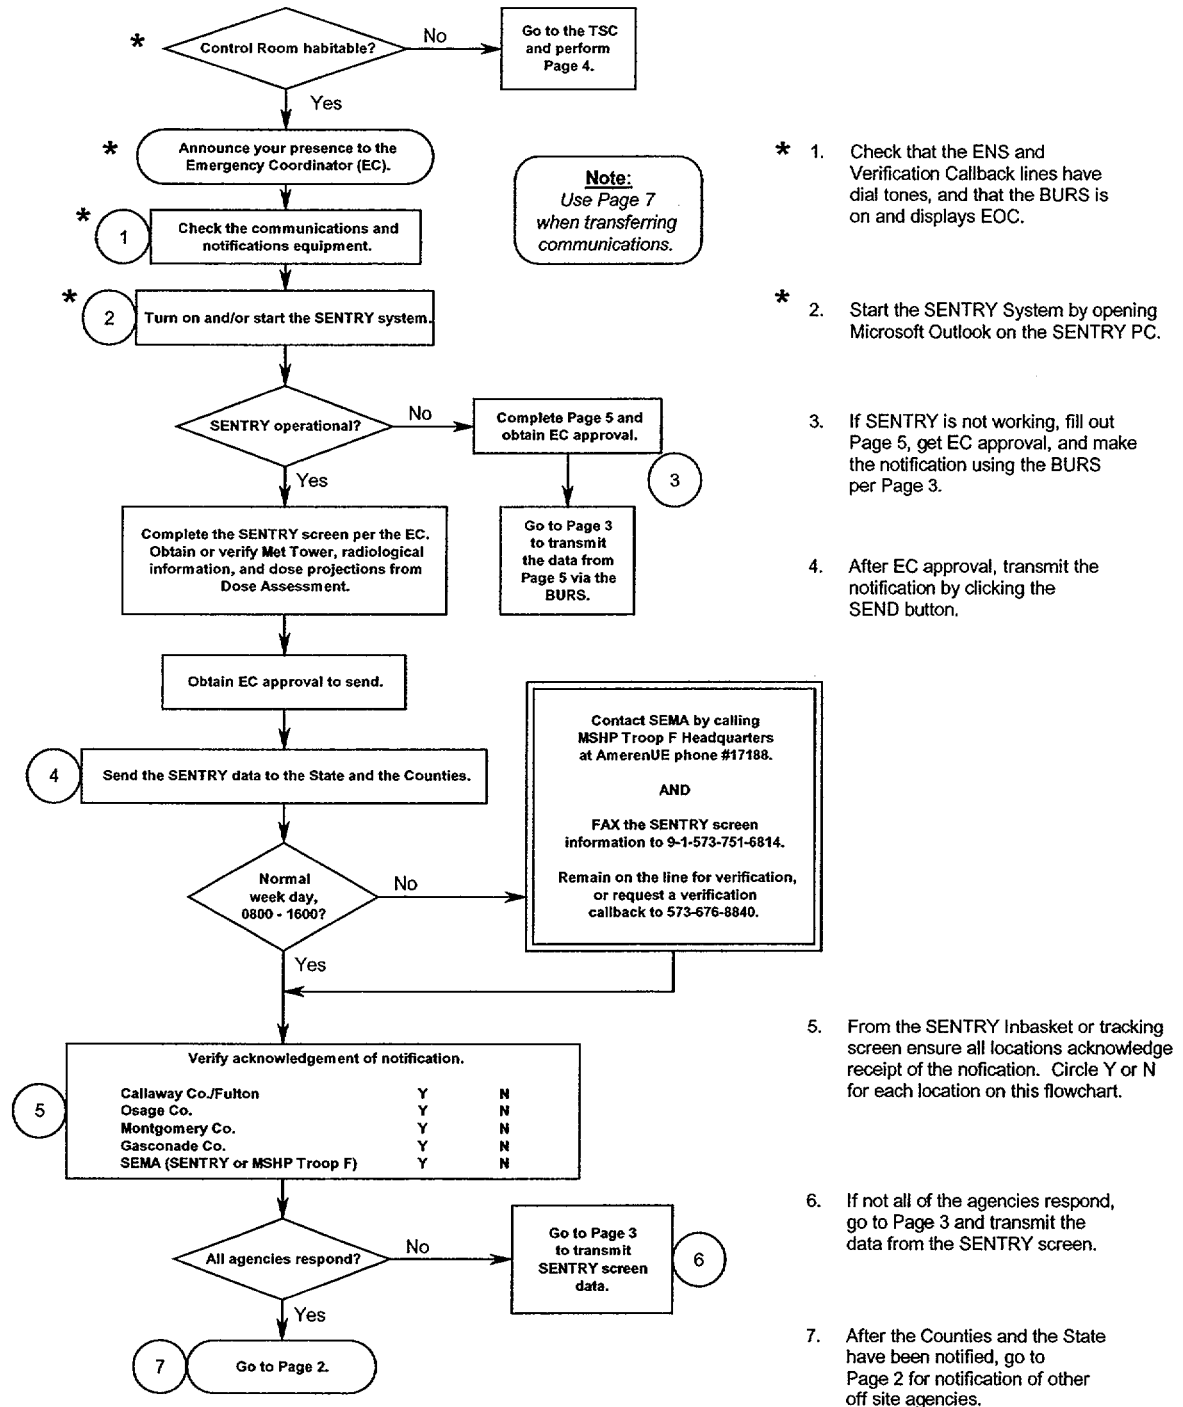 * Control Room habitable?
No
Go to the TSC
and perform
Page 4.
Yes
* Announce your presence to the
Emergency Coordinator (EC).
Note:
Use Page 7
when transferring
communications.
* 1 Check the communications and
notifications equipment.
* 2 Turn on and/or start the SENTRY system.
SENTRY operational?
No
Complete Page 5 and
obtain EC approval.
3
Yes
Go to Page 3
to transmit
the data from
Page 5 via the
BURS.
Complete the SENTRY screen per the EC.
Obtain or verify Met Tower, radiological
information, and dose projections from
Dose Assessment.
Obtain EC approval to send.
4 Send the SENTRY data to the State and the Counties.
Normal
week day,
0800 - 1600?
No
Contact SEMA by calling
MSHP Troop F Headquarters
at AmerenUE phone #17188.
AND
FAX the SENTRY screen
information to 9-1-573-751-6814.
Remain on the line for verification,
or request a verification
callback to 573-676-8840.
Yes
5
Verify acknowledgement of notification.
Callaway Co./Fulton Y N
Osage Co. Y N
Montgomery Co. Y N
Gasconade Co. Y N
SEMA (SENTRY or MSHP Troop F) Y N
All agencies respond?
No
Go to Page 3
to transmit
SENTRY screen
data.
6
Yes
7 Go to Page 2.
* 1. Check that the ENS and
Verification Callback lines have
dial tones, and that the BURS is
on and displays EOC.
* 2. Start the SENTRY System by opening
Microsoft Outlook on the SENTRY PC.
3. If SENTRY is not working, fill out
Page 5, get EC approval, and make
the notification using the BURS
per Page 3.
4. After EC approval, transmit the
notification by clicking the
SEND button.
5. From the SENTRY Inbasket or tracking
screen ensure all locations acknowledge
receipt of the nofication. Circle Y or N
for each location on this flowchart.
6. If not all of the agencies respond,
go to Page 3 and transmit the
data from the SENTRY screen.
7. After the Counties and the State
have been notified, go to
Page 2 for notification of other
off site agencies.